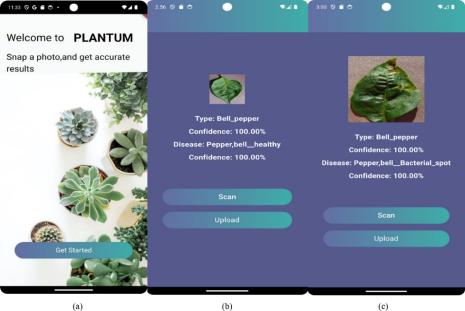 11:33
Welcome to PLANTUM
Snap a photo,and get accurate
results
Get Started
(a)
2:56
Type: Bell_pepper
Confidence: 100.00%
Disease: Pepper,bell__healthy
Confidence: 100.00%
Scan
Upload
(b)
3:00
Type: Bell_pepper
Confidence: 100.00%
Disease: Pepper,bell__Bacterial_spot
Confidence: 100.00%
Scan
Upload
(c)